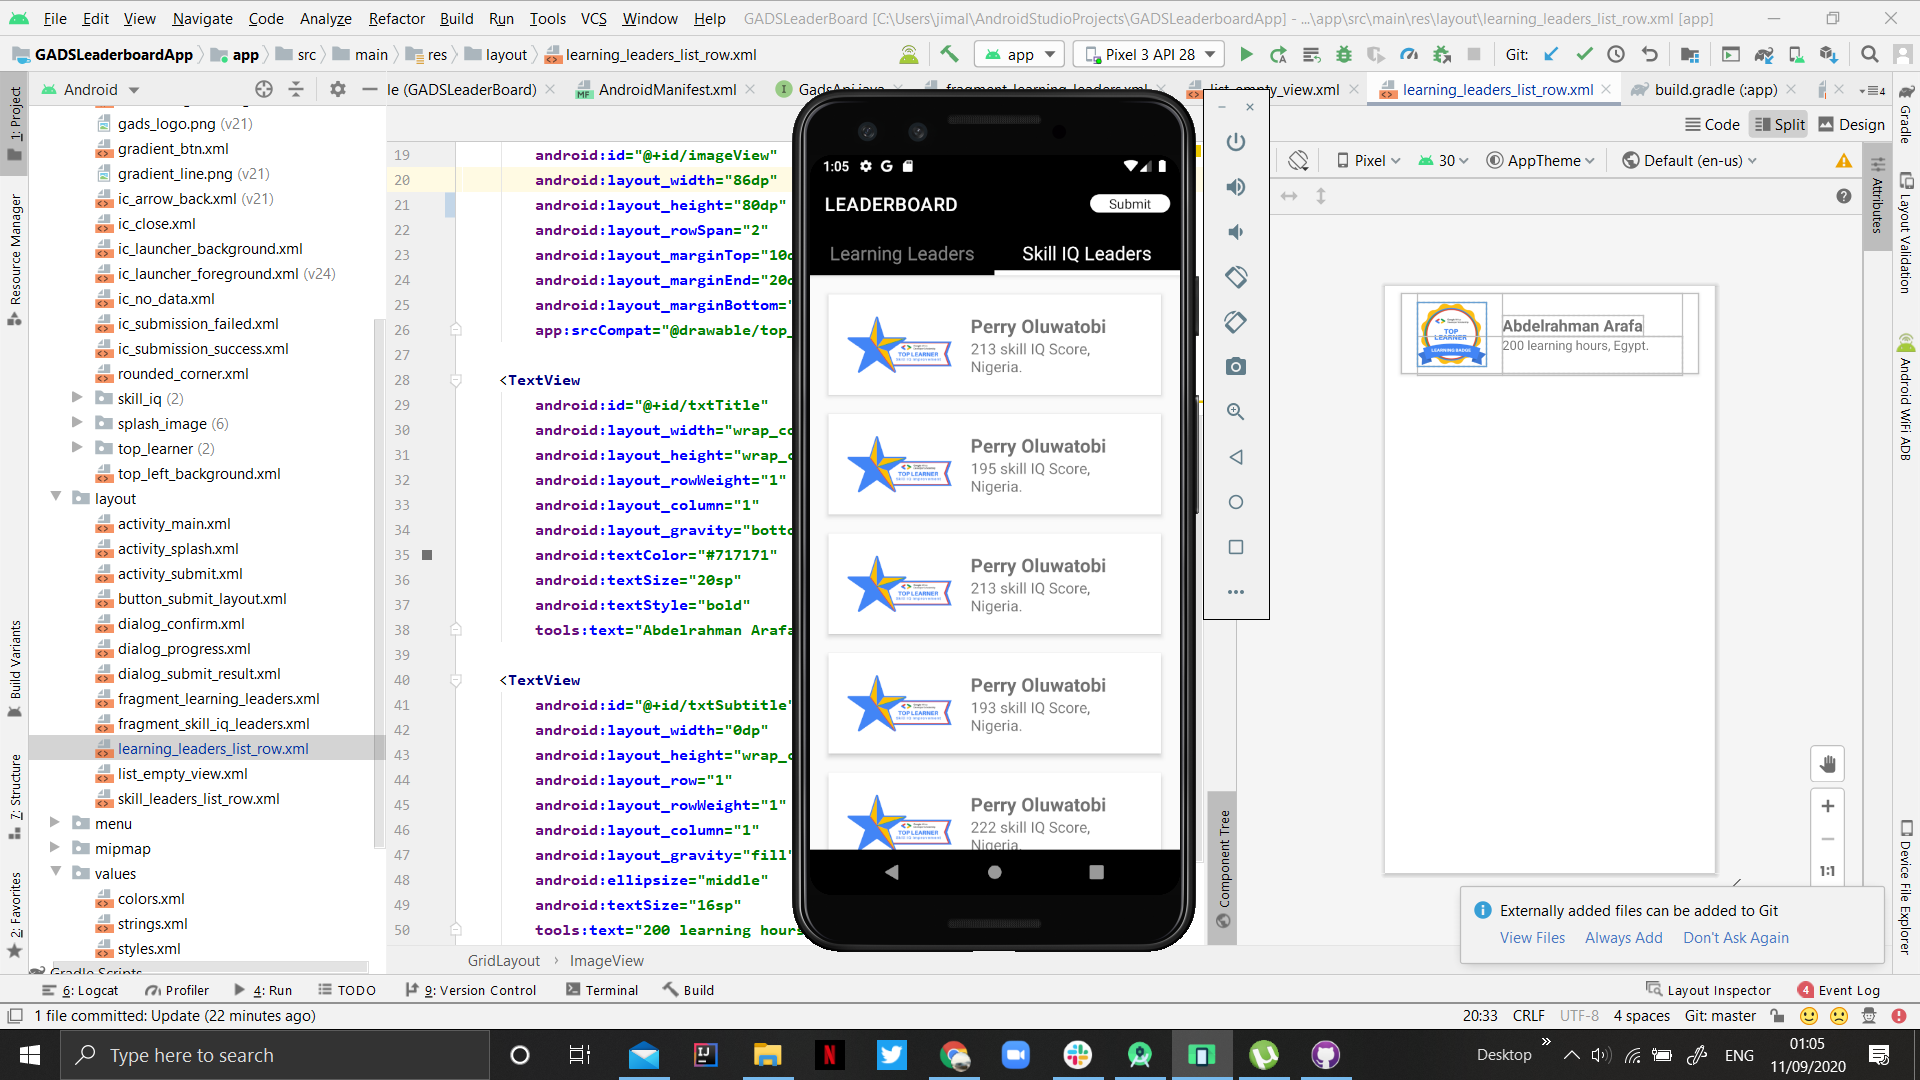 File Edit View Navigate Code Analyze Refactor Build Run Tools VCS Window Help GADSLeaderBoard [C:\Users\jimal\AndroidStudioProjects\GADSLeaderboardApp] - ...\app\src\main\res\layout\learning_leaders_list_row.xml [app]
GADSLeaderboardApp app src main res layout learning_leaders_list_row.xml app Pixel 3 API 28 Git:
Android le (GADSLeaderBoard) AndroidManifest.xml GadsApi.java fragment_learning_leaders.xml list_empty_view.xml learning_leaders_list_row.xml build.gradle (:app) 4
Code Split Design
Pixel 30 AppTheme Default (en-us)
1: Project
Resource Manager
Build Variants
7: Structure
2: Favorites
gads_logo.png (v21)
gradient_btn.xml
gradient_line.png (v21)
ic_arrow_back.xml (v21)
ic_close.xml
ic_launcher_background.xml
ic_launcher_foreground.xml (v24)
ic_no_data.xml
ic_submission_failed.xml
ic_submission_success.xml
rounded_corner.xml
skill_iq (2)
splash_image (6)
top_learner (2)
top_left_background.xml
layout
activity_main.xml
activity_splash.xml
activity_submit.xml
button_submit_layout.xml
dialog_confirm.xml
dialog_progress.xml
dialog_submit_result.xml
fragment_learning_leaders.xml
fragment_skill_iq_leaders.xml
learning_leaders_list_row.xml
list_empty_view.xml
skill_leaders_list_row.xml
menu
mipmap
values
colors.xml
strings.xml
styles.xml
Gradle Scripts
19 android:id="@+id/imageView"
20 android:layout_width="86dp"
21 android:layout_height="80dp"
22 android:layout_rowSpan="2"
23 android:layout_marginTop="10d
24 android:layout_marginEnd="20d
25 android:layout_marginBottom="
26 app:srcCompat="@drawable/top_
27
28 <TextView
29 android:id="@+id/txtTitle"
30 android:layout_width="wrap_co
31 android:layout_height="wrap_c
32 android:layout_rowWeight="1"
33 android:layout_column="1"
34 android:layout_gravity="botto
35 android:textColor="#717171"
36 android:textSize="20sp"
37 android:textStyle="bold"
38 tools:text="Abdelrahman Arafa
39
40 <TextView
41 android:id="@+id/txtSubtitle"
42 android:layout_width="0dp"
43 android:layout_height="wrap_c
44 android:layout_row="1"
45 android:layout_rowWeight="1"
46 android:layout_column="1"
47 android:layout_gravity="fill"
48 android:ellipsize="middle"
49 android:textSize="16sp"
50 tools:text="200 learning hours
GridLayout ImageView
1:05
LEADERBOARD Submit
Learning Leaders Skill IQ Leaders
TOP LEARNER
Perry Oluwatobi
213 skill IQ Score,
Nigeria.
TOP LEARNER
Perry Oluwatobi
195 skill IQ Score,
Nigeria.
TOP LEARNER
Perry Oluwatobi
213 skill IQ Score,
Nigeria.
TOP LEARNER
Perry Oluwatobi
193 skill IQ Score,
Nigeria.
TOP LEARNER
Perry Oluwatobi
222 skill IQ Score,
Nigeria.
Component Tree
TOP
LEARNER
LEARNING BADGE
Abdelrahman Arafa
200 learning hours, Egypt.
1:1
Attributes
Gradle
Layout Validation
Android WiFi ADB
Device File Explorer
Externally added files can be added to Git
View Files Always Add Don't Ask Again
6: Logcat Profiler 4: Run TODO 9: Version Control Terminal Build Layout Inspector 4 Event Log
1 file committed: Update (22 minutes ago) 20:33 CRLF UTF-8 4 spaces Git: master
Type here to search
Desktop ENG 01:05
11/09/2020